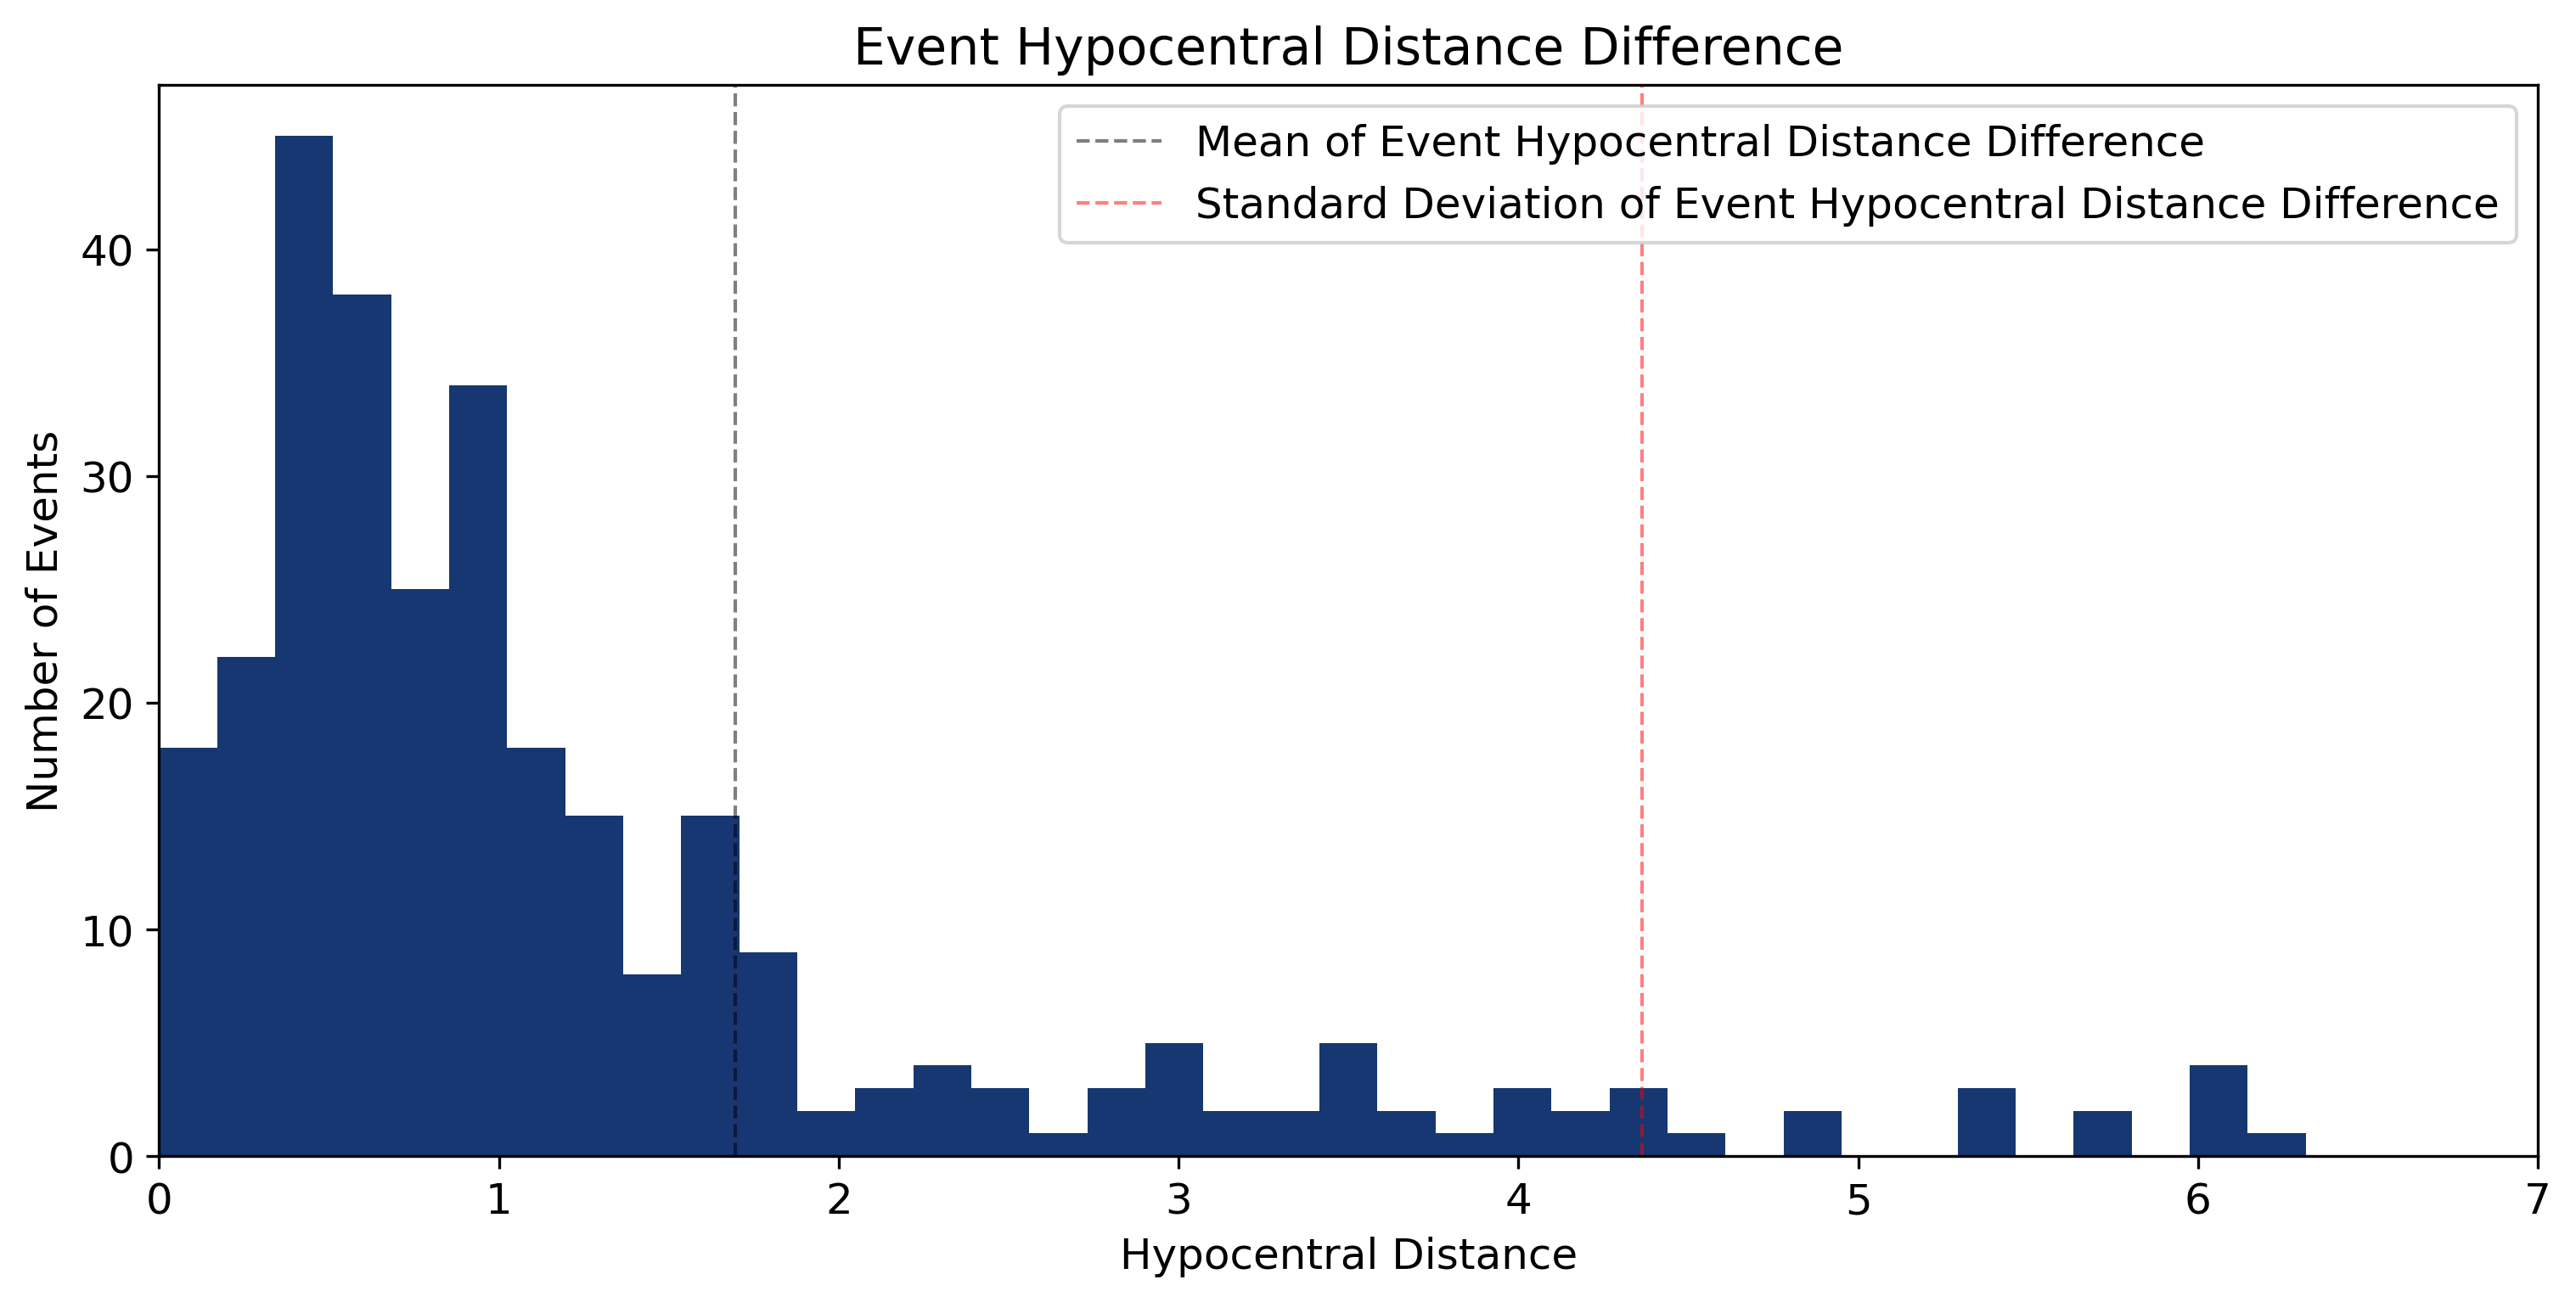 Event Hypocentral Distance Difference
Mean of Event Hypocentral Distance Difference
Standard Deviation of Event Hypocentral Distance Difference
Number of Events
40
30
20
10
0
0 1 2 3 4 5 6 7
Hypocentral Distance